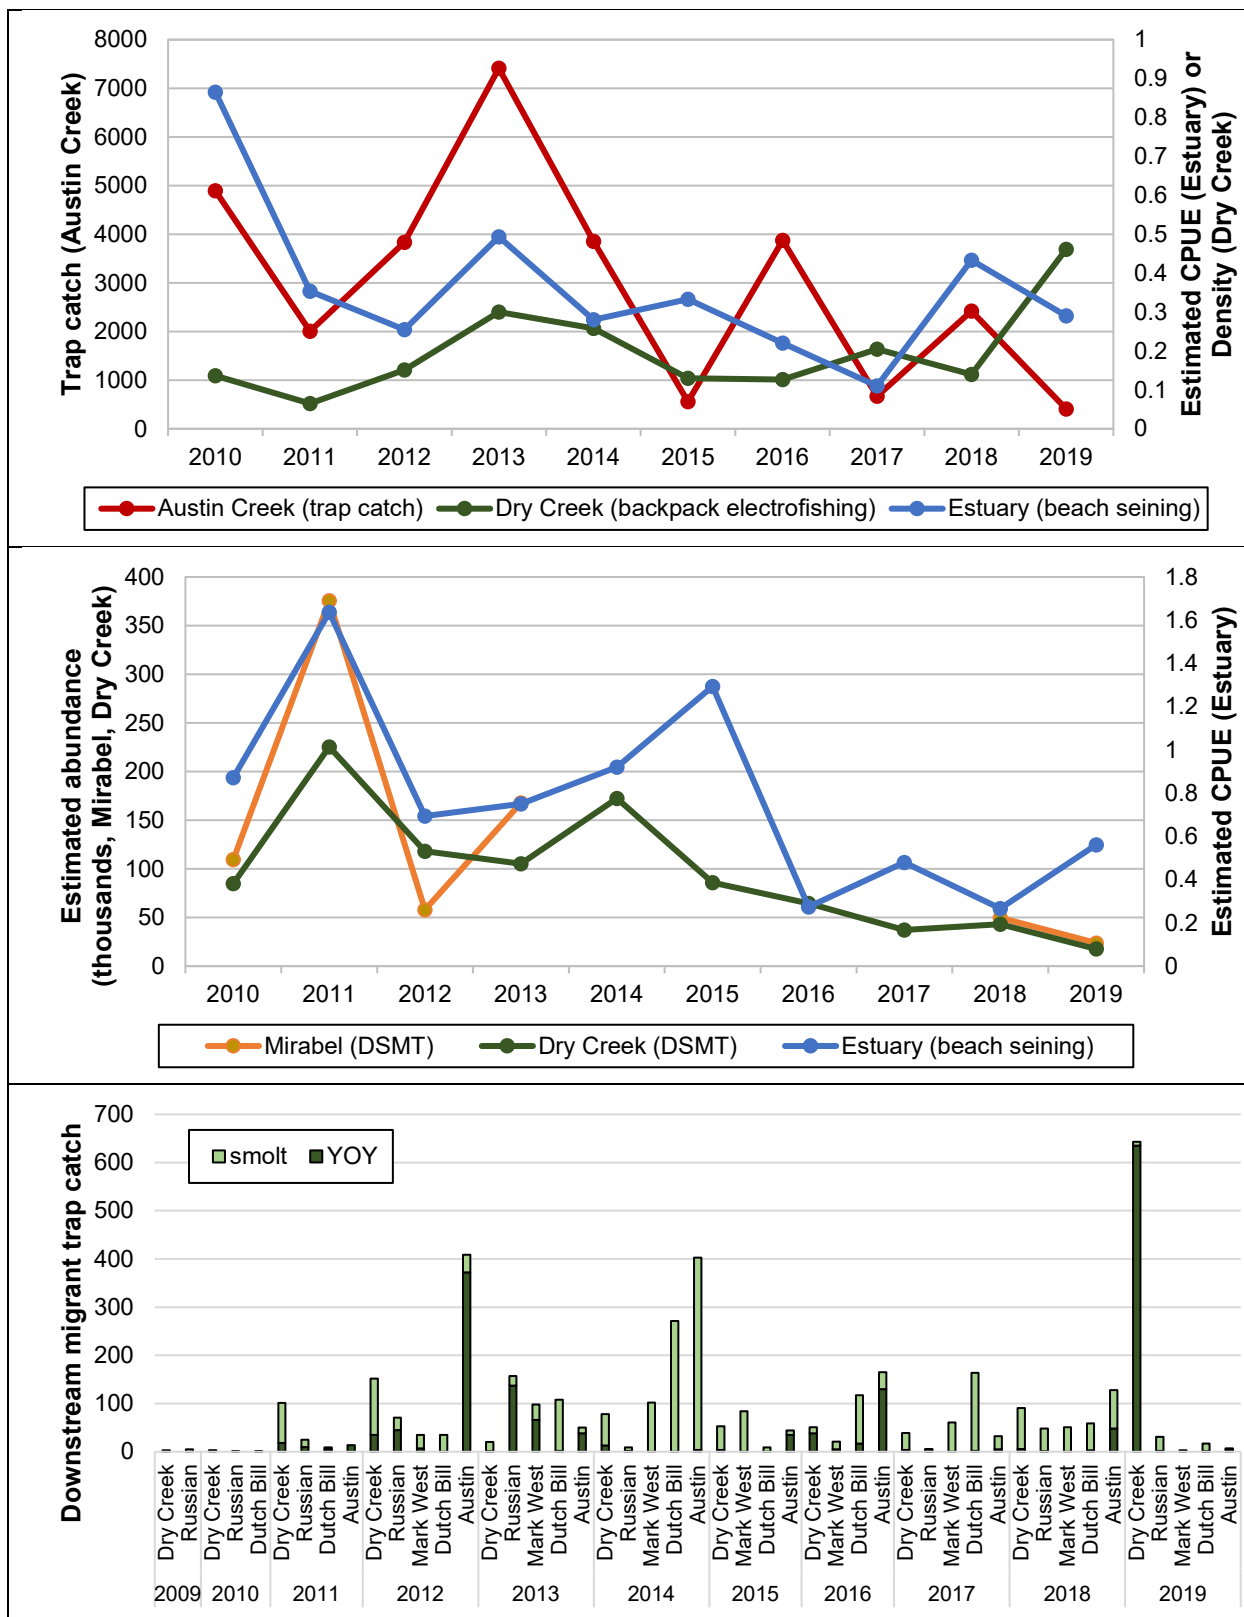 8000
7000
6000
5000
4000
3000
2000
1000
0
Trap catch (Austin Creek)
1
0.9
0.8
0.7
0.6
0.5
0.4
0.3
0.2
0.1
0
Estimated CPUE (Estuary) or
Density (Dry Creek)
2010 2011 2012 2013 2014 2015 2016 2017 2018 2019
Austin Creek (trap catch) Dry Creek (backpack electrofishing) Estuary (beach seining)
400
350
300
250
200
150
100
50
0
Estimated abundance
(thousands, Mirabel, Dry Creek)
1.8
1.6
1.4
1.2
1
0.8
0.6
0.4
0.2
0
Estimated CPUE (Estuary)
2010 2011 2012 2013 2014 2015 2016 2017 2018 2019
Mirabel (DSMT) Dry Creek (DSMT) Estuary (beach seining)
700
600
500
400
300
200
100
0
Downstream migrant trap catch
smolt YOY
Dry Creek
Russian
Dry Creek
Russian
Dutch Bill
Dry Creek
Russian
Dutch Bill
Austin
Dry Creek
Russian
Mark West
Dutch Bill
Austin
Dry Creek
Russian
Mark West
Dutch Bill
Austin
Dry Creek
Russian
Mark West
Dutch Bill
Austin
Dry Creek
Mark West
Dutch Bill
Austin
Dry Creek
Mark West
Dutch Bill
Austin
Dry Creek
Russian
Mark West
Dutch Bill
Austin
Dry Creek
Russian
Mark West
Dutch Bill
Austin
Dry Creek
Russian
Mark West
Dutch Bill
Austin
2009 2010 2011 2012 2013 2014 2015 2016 2017 2018 2019